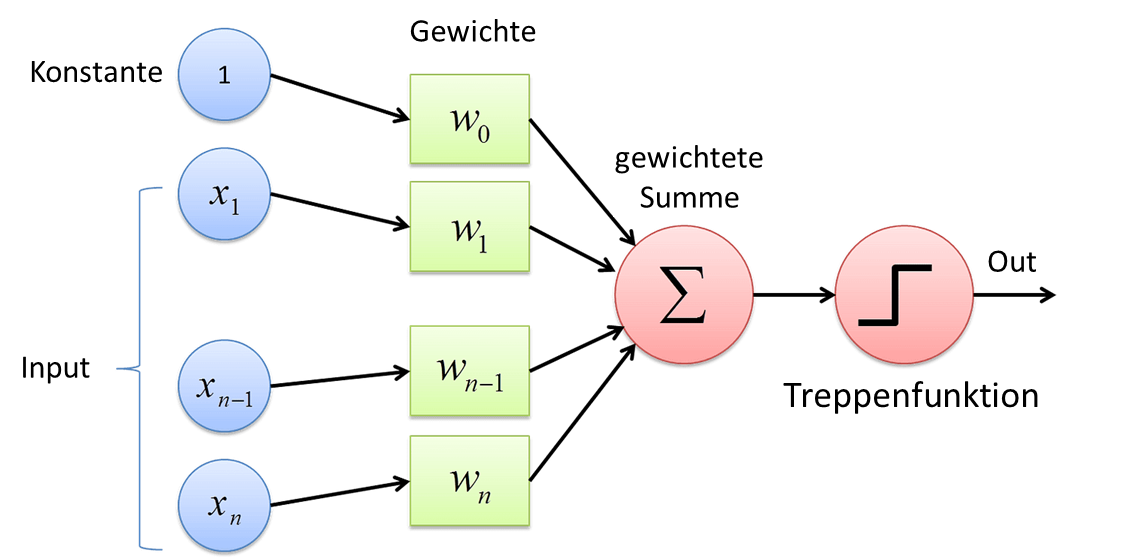 Gewichte
Konstante
1
w₀
x₁
w₁
gewichtete
Summe
Σ
Out
Input
xₙ₋₁
wₙ₋₁
Treppenfunktion
xₙ
wₙ